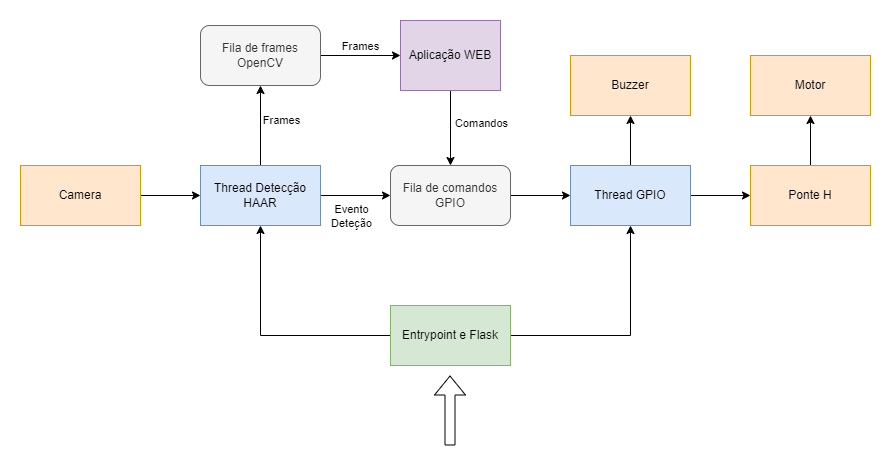 Fila de frames
OpenCV
Frames
Aplicação WEB
Buzzer
Motor
Frames
Comandos
Camera
Thread Detecção
HAAR
Evento
Deteção
Fila de comandos
GPIO
Thread GPIO
Ponte H
Entrypoint e Flask